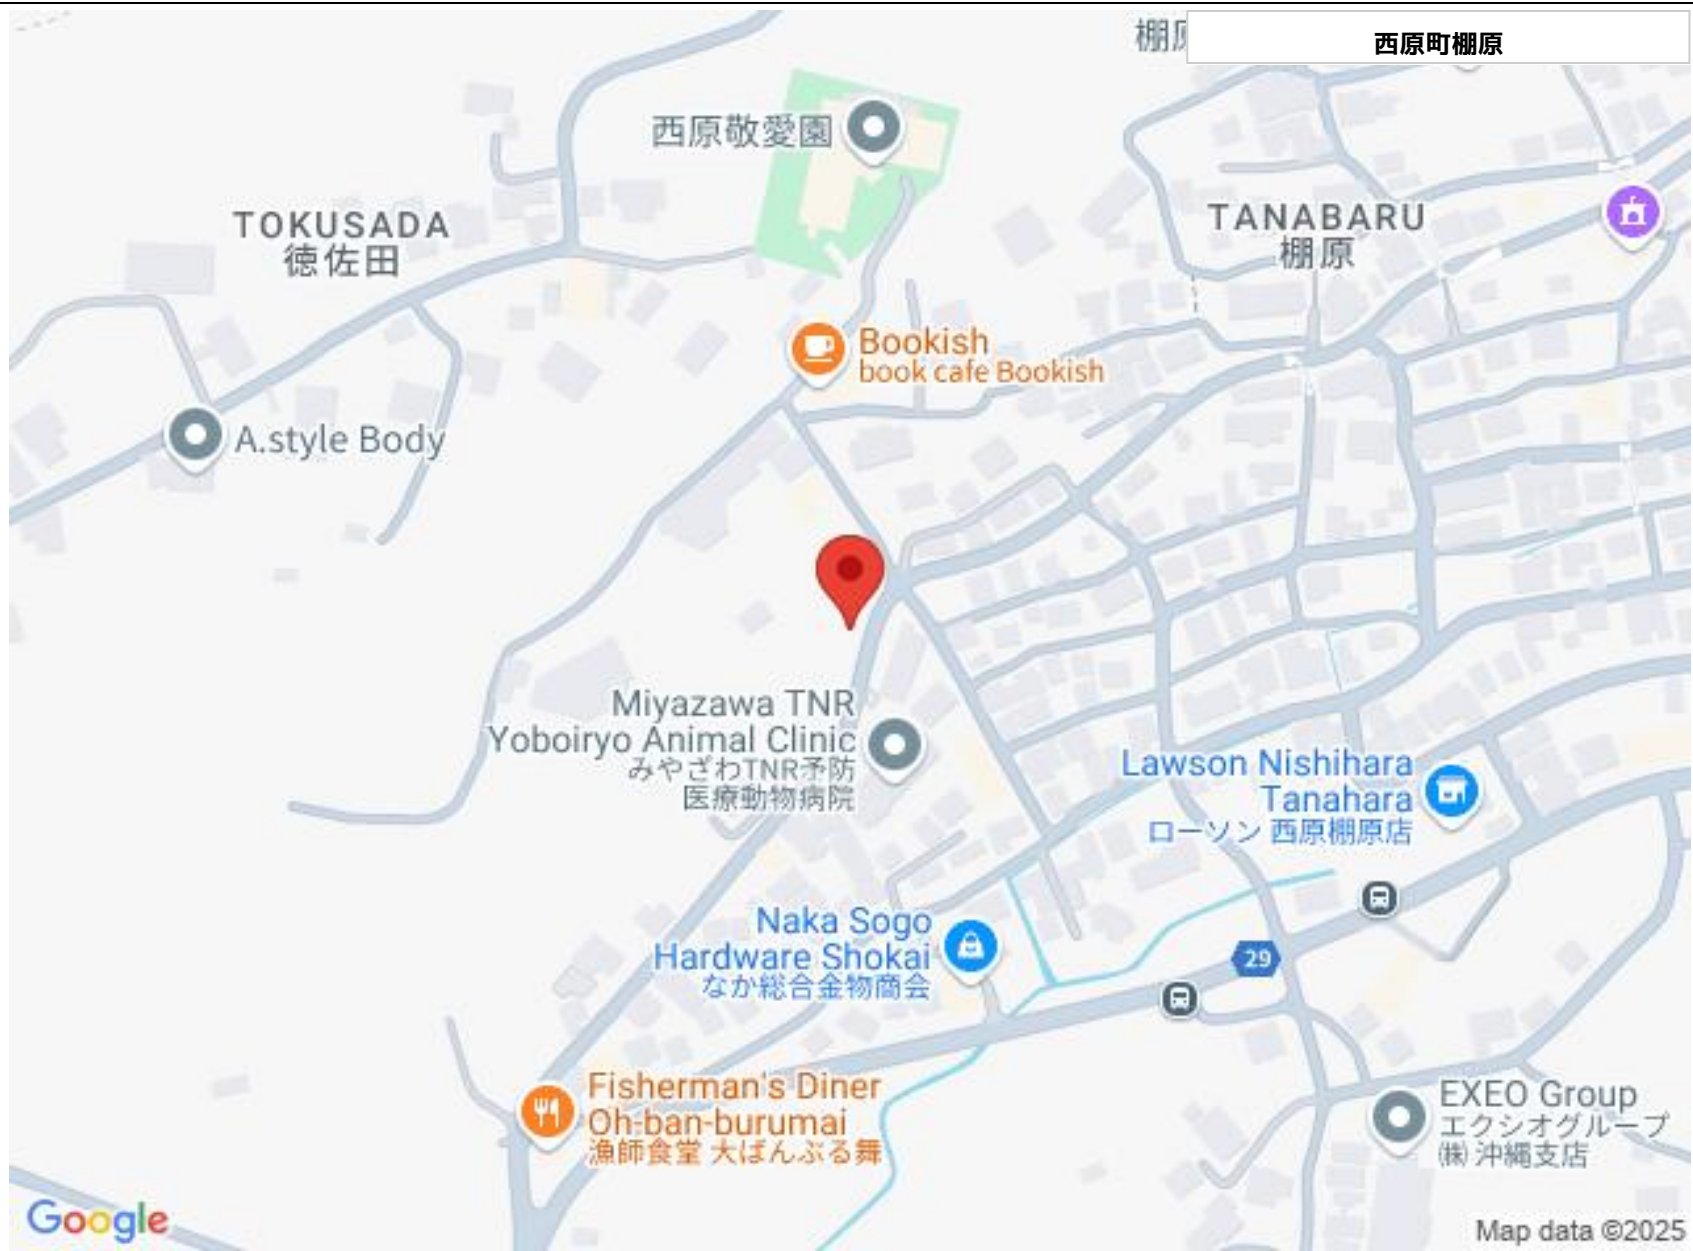 棚原
西原町棚原
西原敬愛園
TOKUSADA
徳佐田
TANABARU
棚原
Bookish
book cafe Bookish
A.style Body
Miyazawa TNR
Yoboiryo Animal Clinic
みやざわTNR予防
医療動物病院
Lawson Nishihara
Tanahara
ローソン 西原棚原店
Naka Sogo
Hardware Shokai
なか総合金物商会
29
Fisherman's Diner
Oh-ban-burumai
漁師食堂 大ばんぶる舞
EXEO Group
エクシオグループ
㈱ 沖縄支店
Google
Map data ©2025